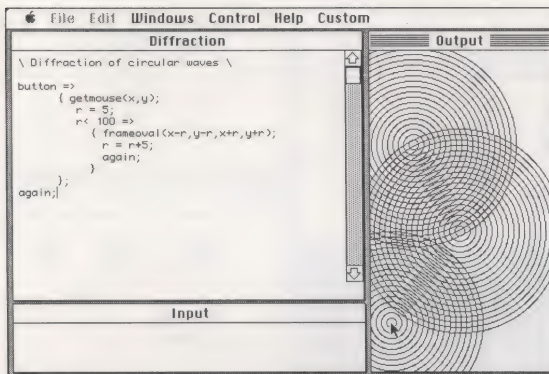 File Edit Windows Control Help Custom
Diffraction
\ Diffraction of circular waves \
button =>
{ getmouse(x,y);
r = 5;
r< 100 =>
{ frameoval(x-r,y-r,x+r,y+r);
r = r+5;
again;
}
};
again;
Input
Output